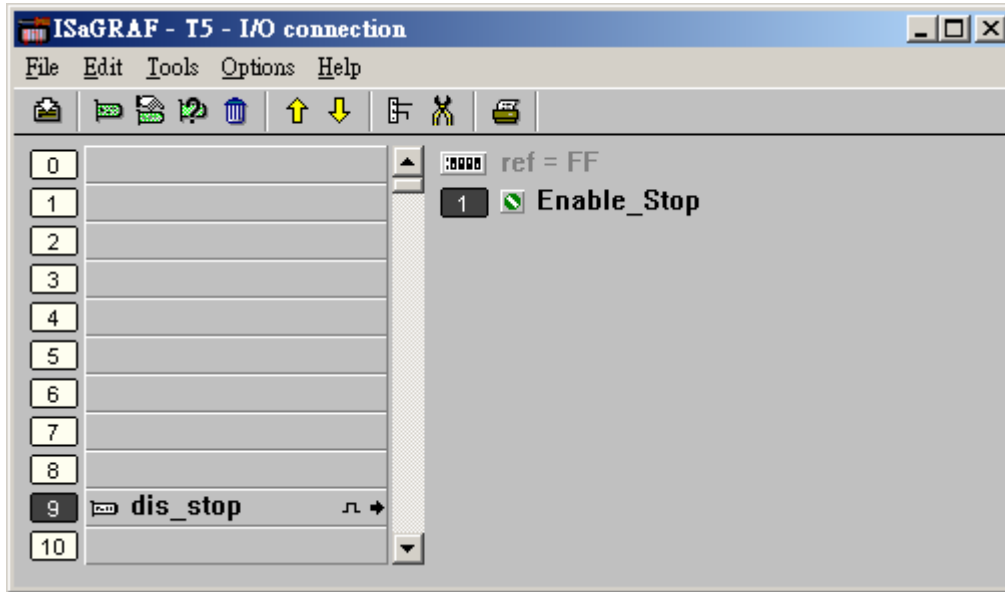 ISaGRAF - T5 - I/O connection
File Edit Tools Options Help
0
1
2
3
4
5
6
7
8
9 dis_stop
10
ref = FF
1 Enable_Stop